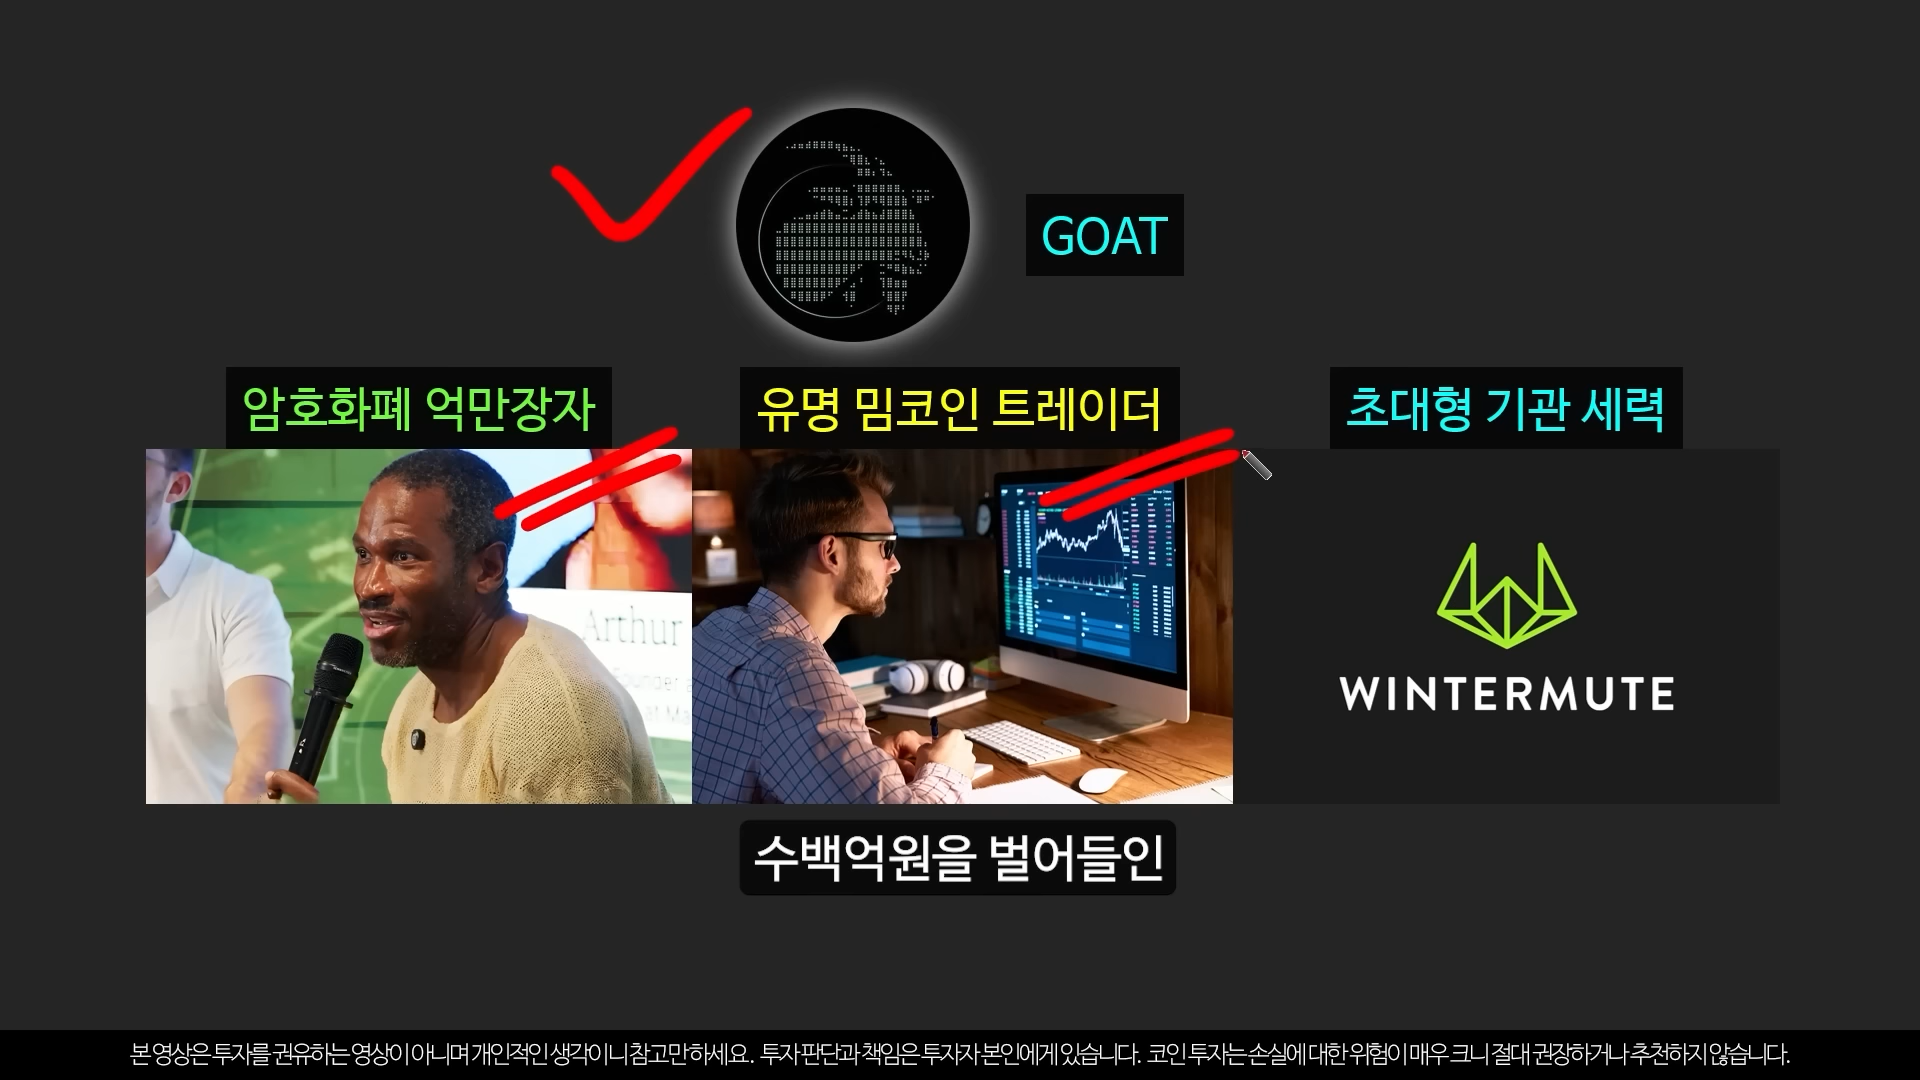 GOAT
암호화폐 억만장자
유명 밈코인 트레이더
초대형 기관 세력
Arthur
WINTERMUTE
수백억원을 벌어들인
본 영상은 투자를 권유하는 영상이 아니며 개인적인 생각이니 참고만 하세요. 투자 판단과 책임은 투자자 본인에게 있습니다. 코인 투자는 손실에 대한 위험이 매우 크니 절대 권장하거나 추천하지 않습니다.